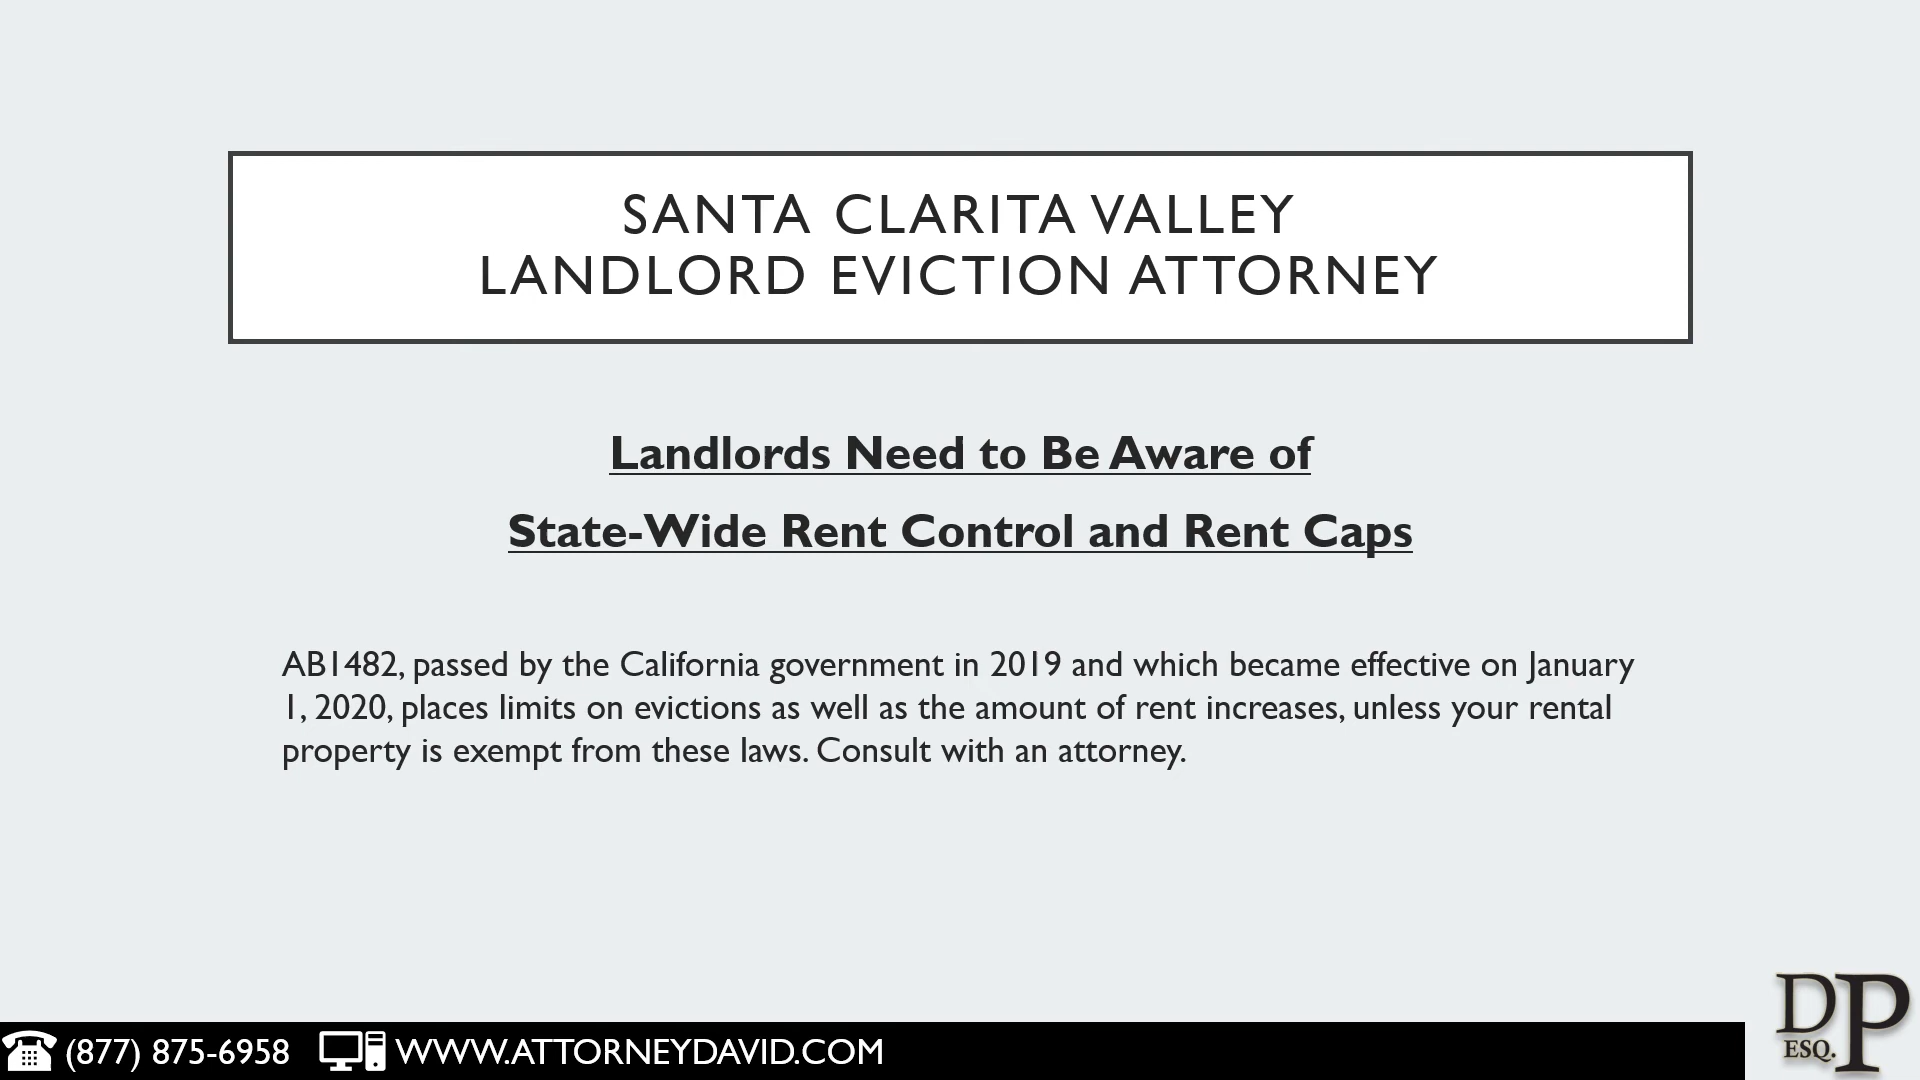 SANTA CLARITA VALLEY
LANDLORD EVICTION ATTORNEY
Landlords Need to Be Aware of
State-Wide Rent Control and Rent Caps
AB1482, passed by the California government in 2019 and which became effective on January
1, 2020, places limits on evictions as well as the amount of rent increases, unless your rental
property is exempt from these laws. Consult with an attorney.
(877) 875-6958 WWW.ATTORNEYDAVID.COM
DP
ESQ.